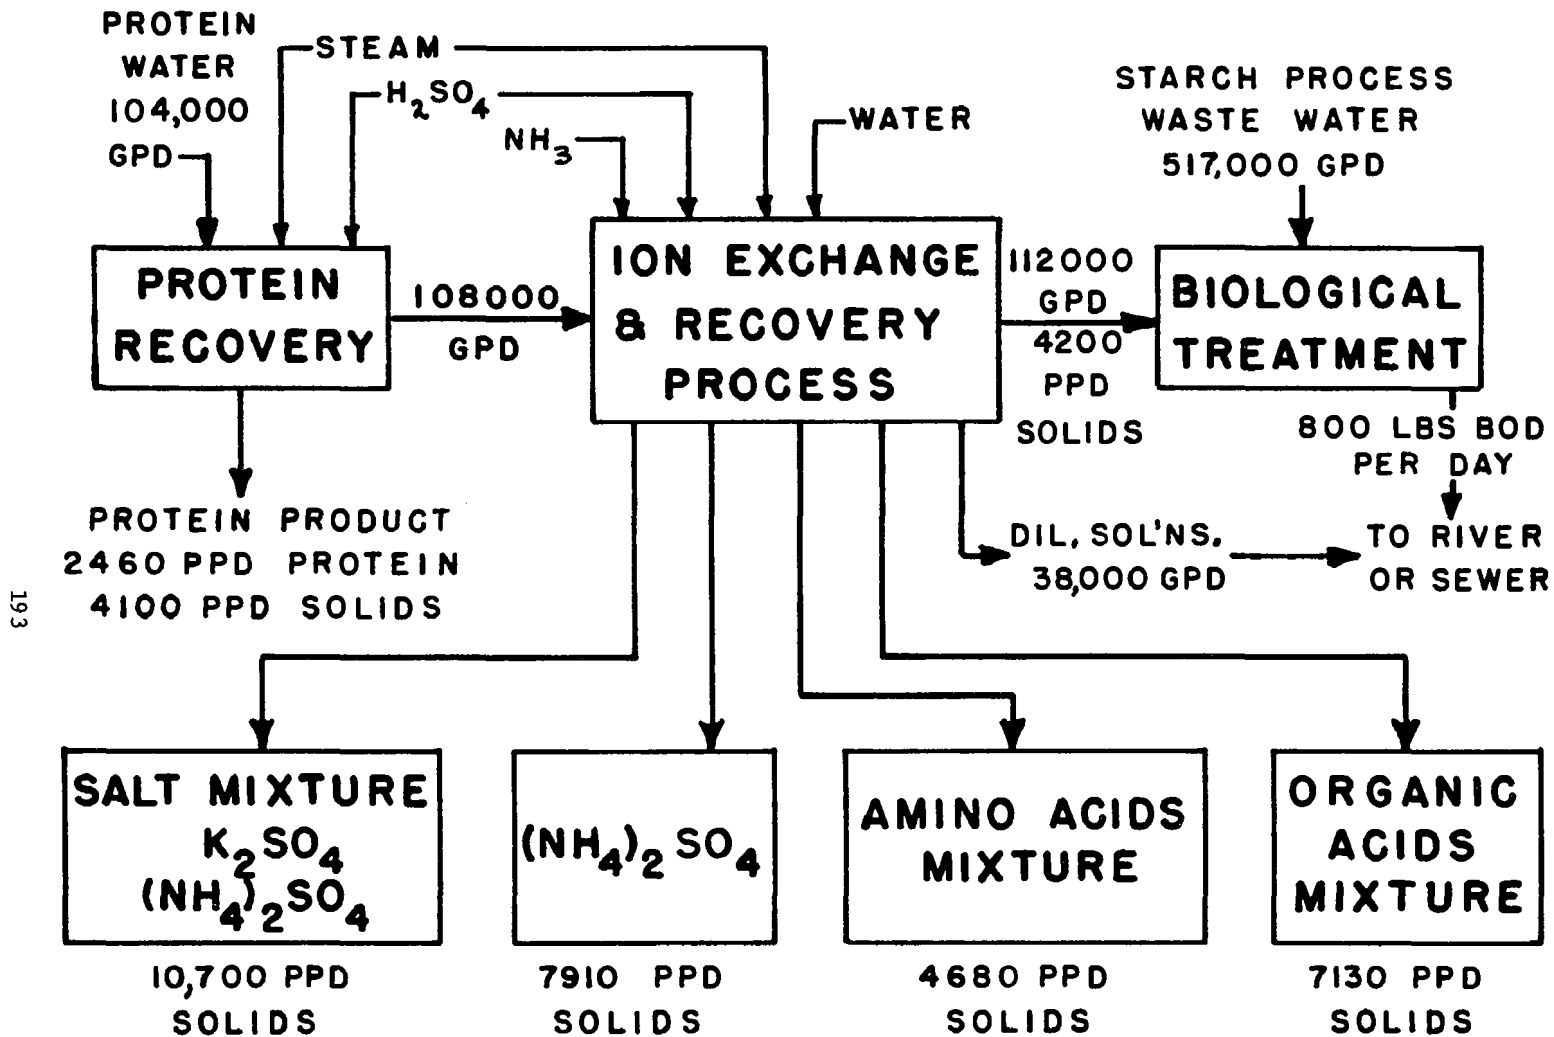 PROTEIN
WATER
104,000
GPD
STEAM
H2SO4
NH3
WATER
STARCH PROCESS
WASTE WATER
517,000 GPD
PROTEIN
RECOVERY
108000
GPD
ION EXCHANGE
& RECOVERY
PROCESS
112000
GPD
4200
PPD
SOLIDS
BIOLOGICAL
TREATMENT
800 LBS BOD
PER DAY
PROTEIN PRODUCT
2460 PPD PROTEIN
4100 PPD SOLIDS
DIL, SOL'NS.
38,000 GPD
TO RIVER
OR SEWER
193
SALT MIXTURE
K2SO4
(NH4)2SO4
10,700 PPD
SOLIDS
(NH4)2SO4
7910 PPD
SOLIDS
AMINO ACIDS
MIXTURE
4680 PPD
SOLIDS
ORGANIC
ACIDS
MIXTURE
7130 PPD
SOLIDS